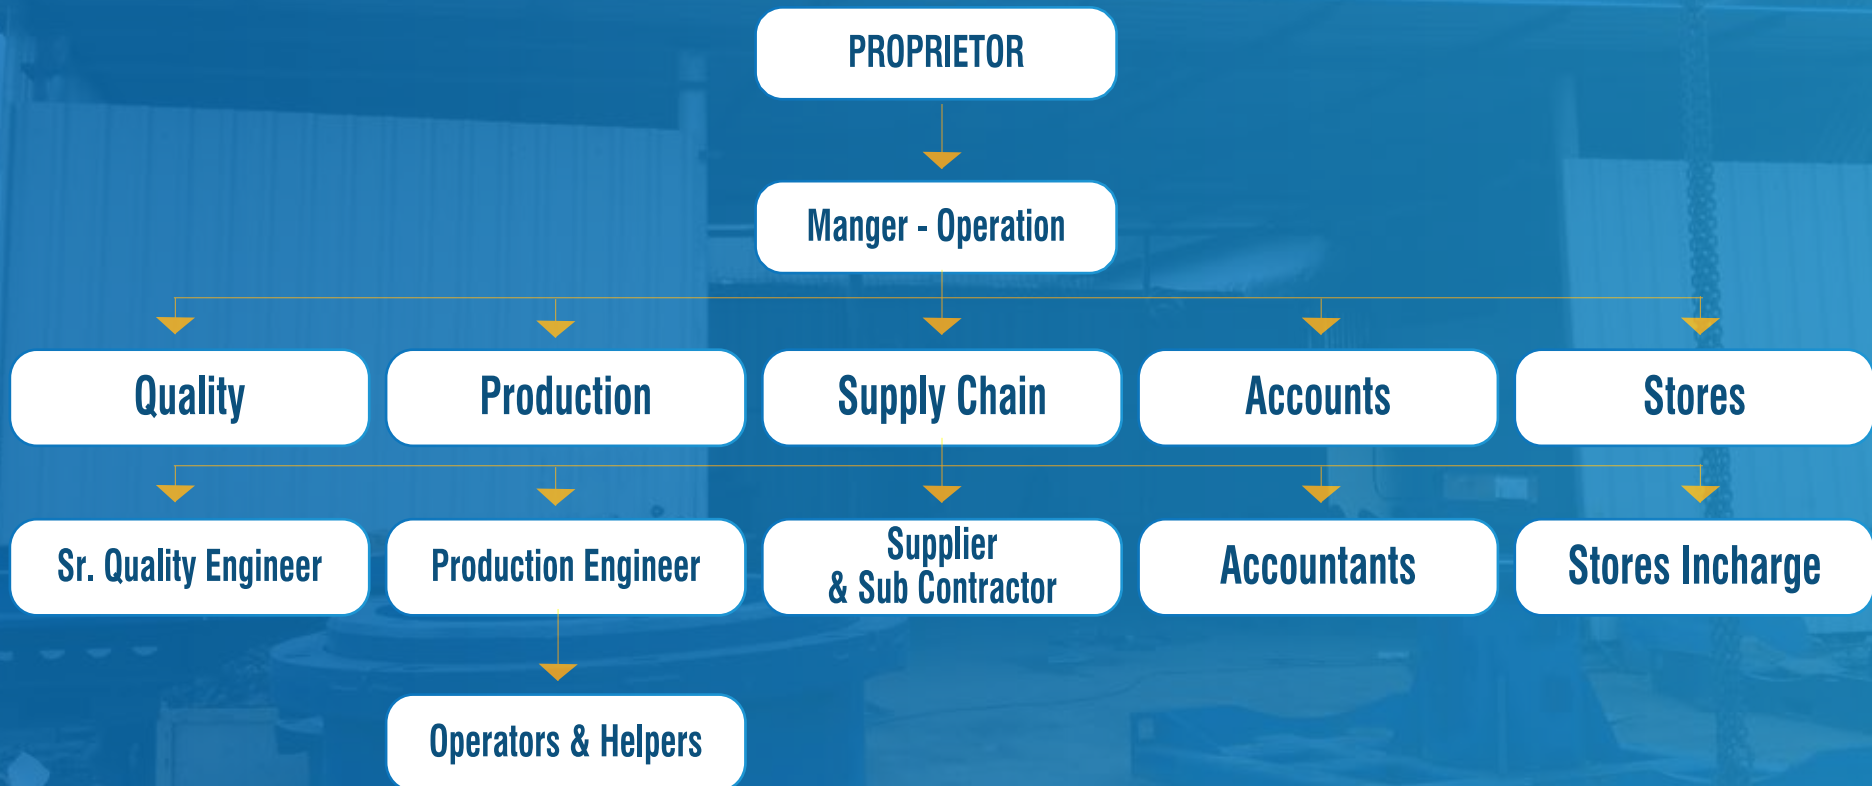 PROPRIETOR
Manger - Operation
Quality
Production
Supply Chain
Accounts
Stores
Sr. Quality Engineer
Production Engineer
Supplier
& Sub Contractor
Accountants
Stores Incharge
Operators & Helpers